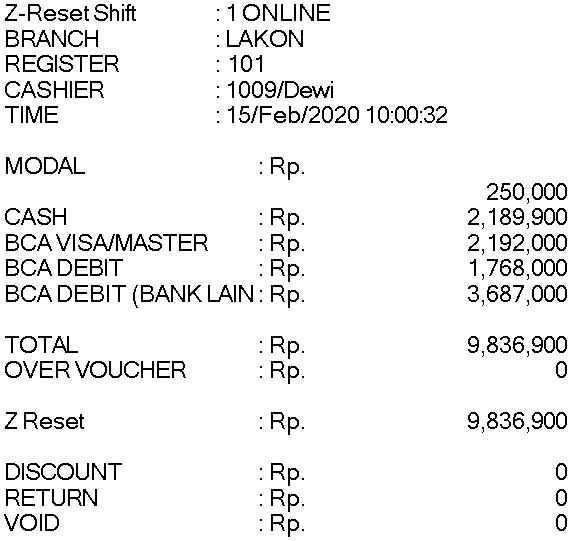 Z-Reset Shift : 1 ONLINE
BRANCH : LAKON
REGISTER : 101
CASHIER : 1009/Dewi
TIME : 15/Feb/2020 10:00:32
MODAL : Rp.
250,000
CASH : Rp. 2,189,900
BCA VISA/MASTER : Rp. 2,192,000
BCA DEBIT : Rp. 1,768,000
BCA DEBIT (BANK LAIN : Rp. 3,687,000
TOTAL : Rp. 9,836,900
OVER VOUCHER : Rp. 0
Z Reset : Rp. 9,836,900
DISCOUNT : Rp. 0
RETURN : Rp. 0
VOID : Rp. 0